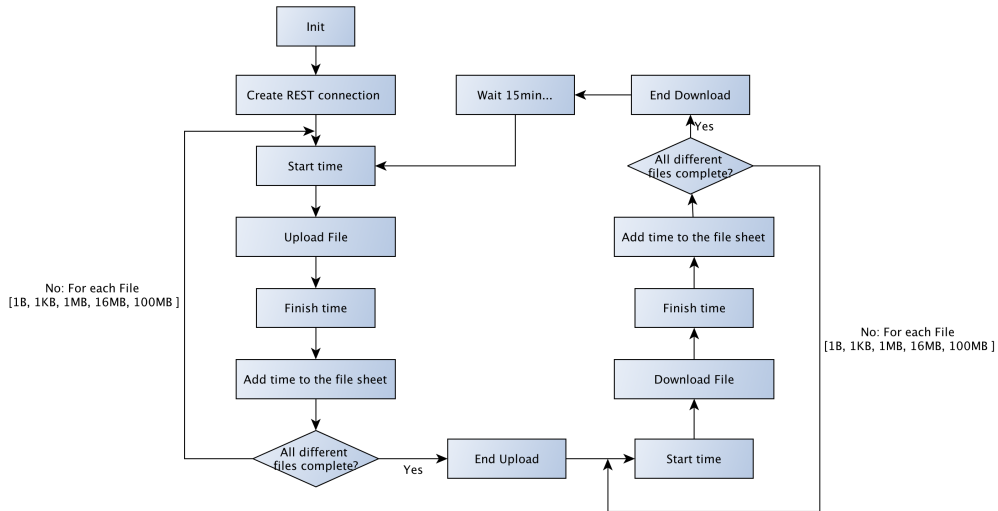 Init
Create REST connection
Start time
Upload File
Finish time
Add time to the file sheet
All different
files complete?
No: For each File
[1B, 1KB, 1MB, 16MB, 100MB ]
Yes
End Upload
Start time
Download File
Finish time
Add time to the file sheet
All different
files complete?
No: For each File
[1B, 1KB, 1MB, 16MB, 100MB ]
Yes
End Download
Wait 15min...